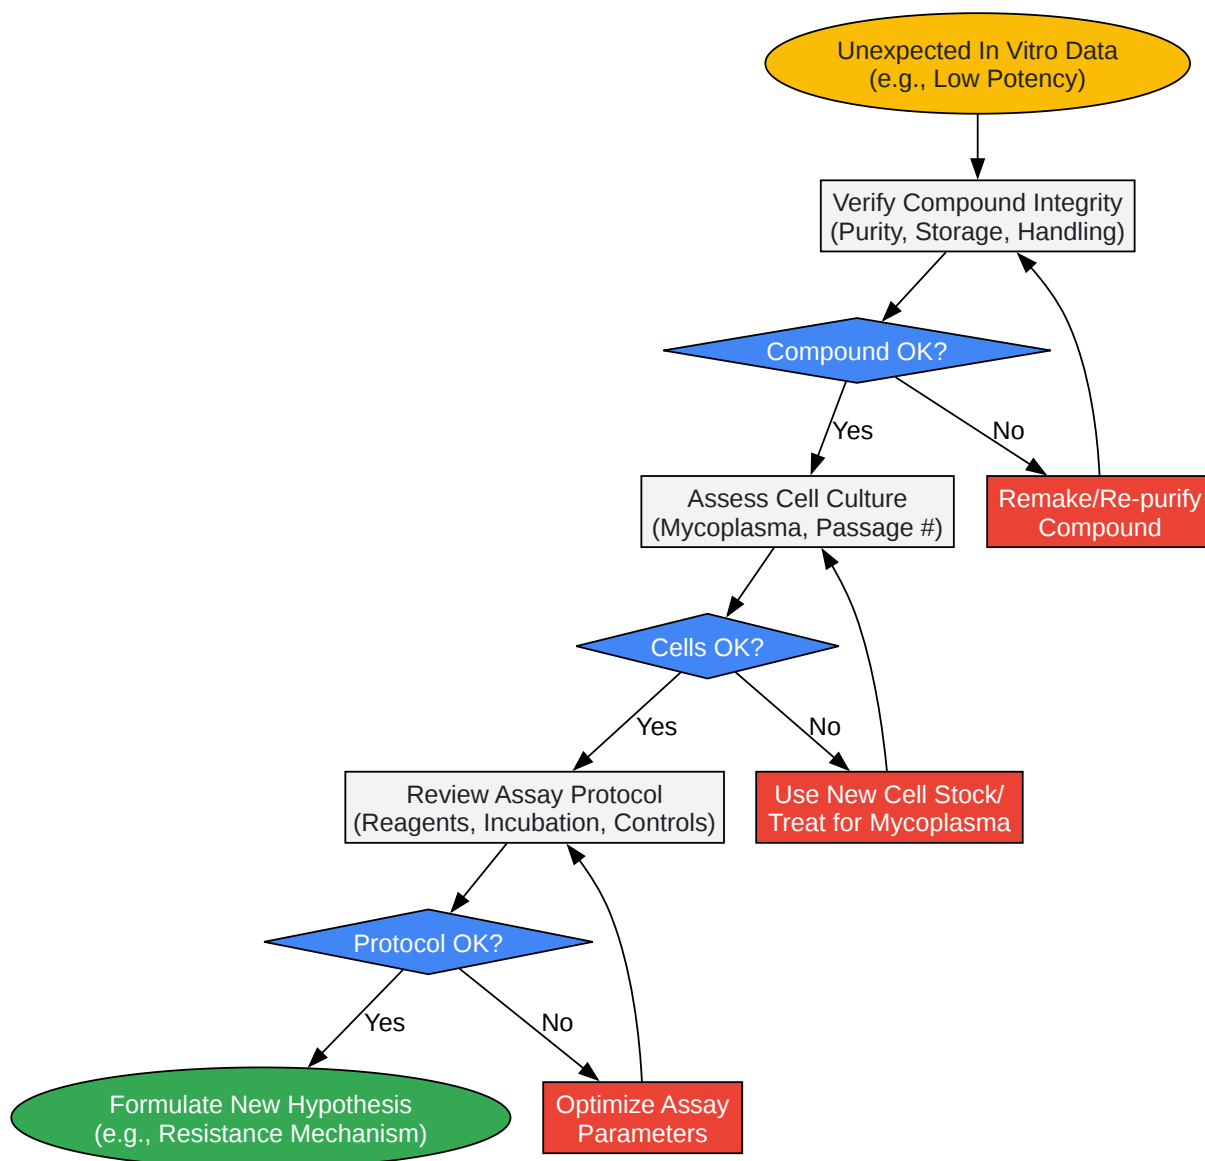 Unexpected In Vitro Data
(e.g., Low Potency)
Verify Compound Integrity
(Purity, Storage, Handling)
Compound OK?
Yes
No
Assess Cell Culture
(Mycoplasma, Passage #)
Remake/Re-purify
Compound
Cells OK?
Yes
No
Review Assay Protocol
(Reagents, Incubation, Controls)
Use New Cell Stock/
Treat for Mycoplasma
Protocol OK?
Yes
No
Formulate New Hypothesis
(e.g., Resistance Mechanism)
Optimize Assay
Parameters